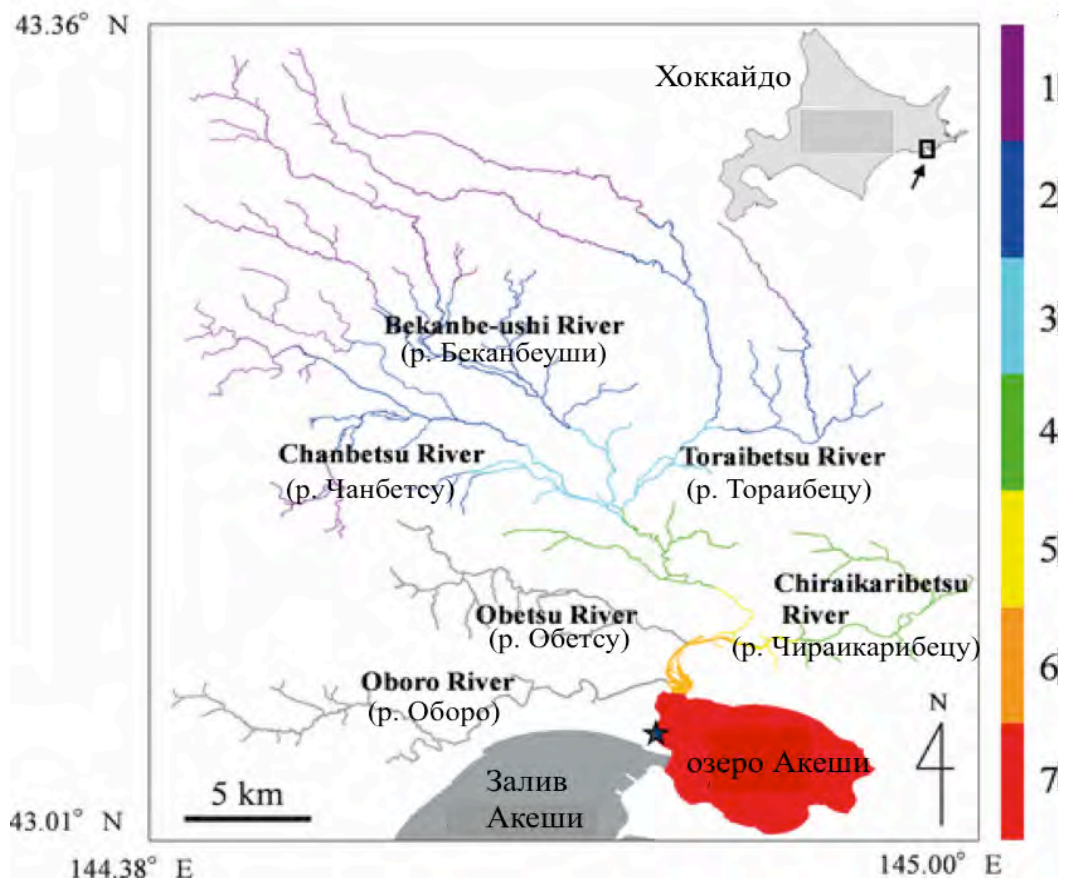 43.36° N
Хоккайдо
1
2
3
4
5
6
7
Bekanbe-ushi River
(р. Беканбеуши)
Chanbetsu River
(р. Чанбетсу)
Toraibetsu River
(р. Тораибецу)
Chiraikaribetsu
River
(р. Чираикарибецу)
Obetsu River
(р. Обетсу)
Oboro River
(р. Оборо)
N
озеро Акеши
Залив
Акеши
5 km
43.01° N
144.38° E
145.00° E